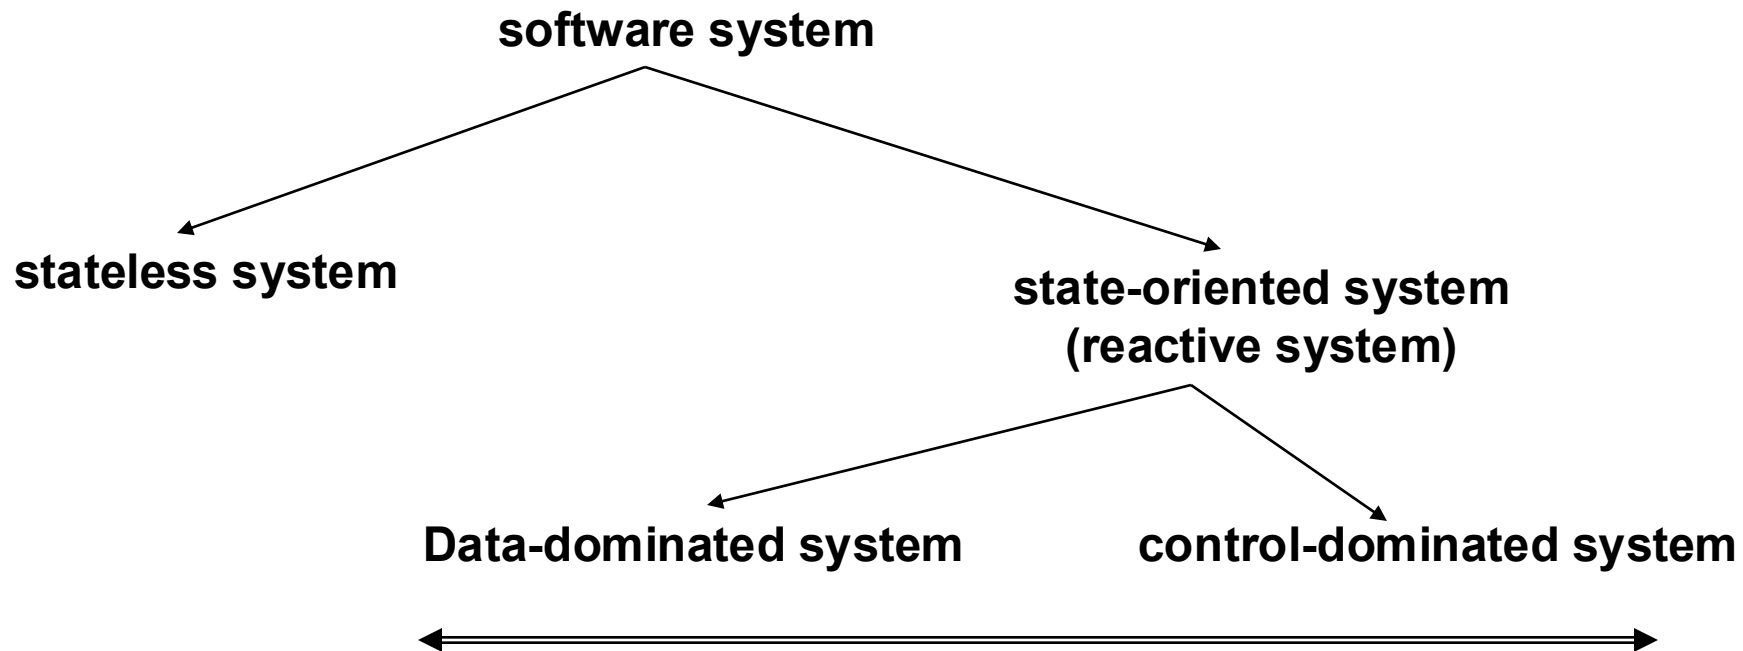 software system
stateless system
state-oriented system
(reactive system)
Data-dominated system
control-dominated system